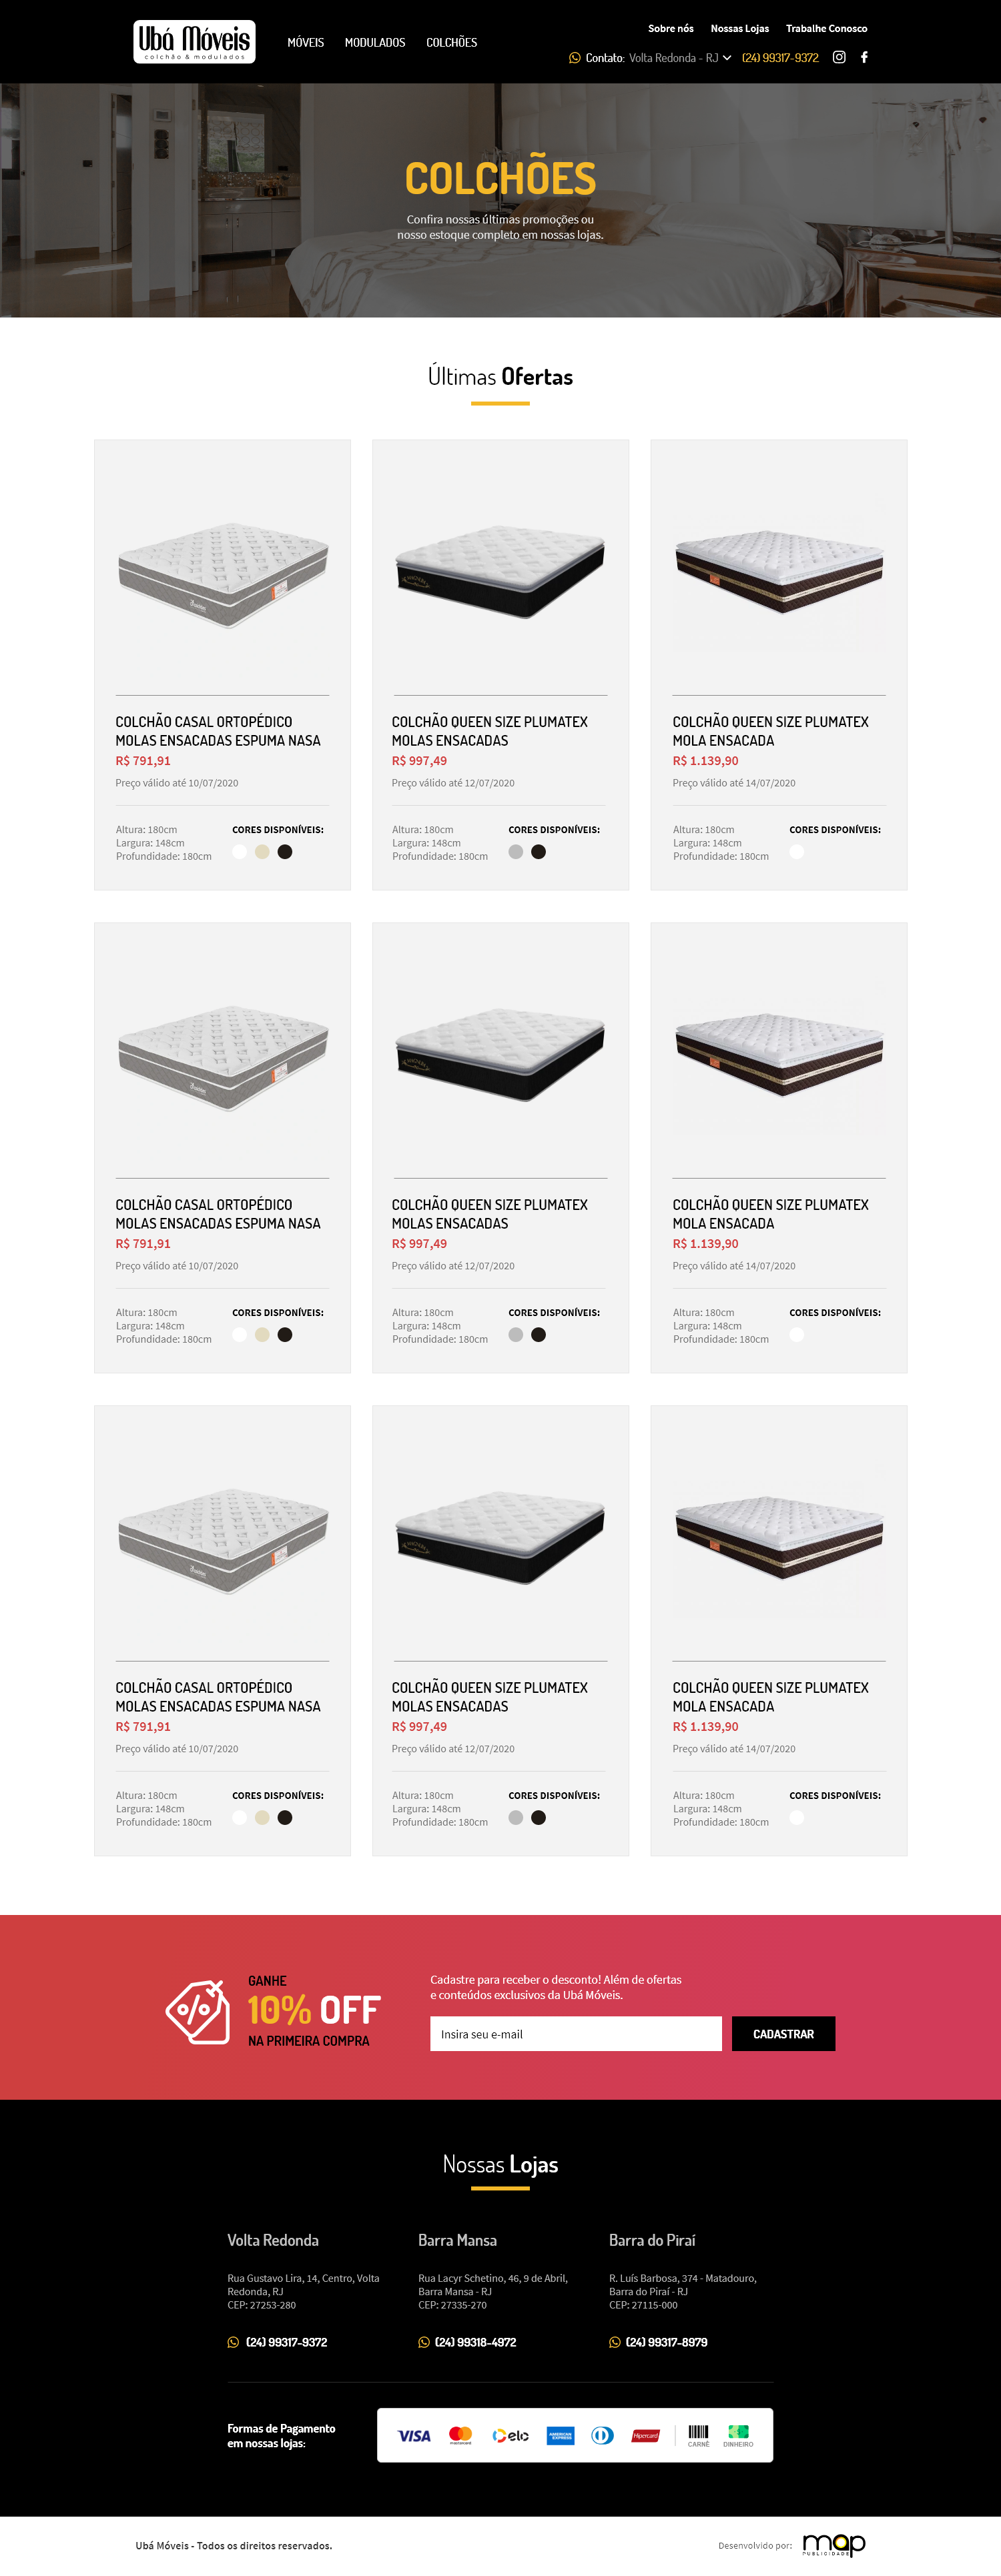 Ubá Móveis
colchão & modulados
MÓVEIS MODULADOS COLCHÕES
Sobre nós Nossas Lojas Trabalhe Conosco
Contato: Volta Redonda - RJ (24) 99317-9372
COLCHÕES
Confira nossas últimas promoções ou
nosso estoque completo em nossas lojas.
Últimas Ofertas
COLCHÃO CASAL ORTOPÉDICO
MOLAS ENSACADAS ESPUMA NASA
R$ 791,91
Preço válido até 10/07/2020
Altura: 180cm
Largura: 148cm
Profundidade: 180cm
CORES DISPONÍVEIS:
COLCHÃO QUEEN SIZE PLUMATEX
MOLAS ENSACADAS
R$ 997,49
Preço válido até 12/07/2020
Altura: 180cm
Largura: 148cm
Profundidade: 180cm
CORES DISPONÍVEIS:
COLCHÃO QUEEN SIZE PLUMATEX
MOLA ENSACADA
R$ 1.139,90
Preço válido até 14/07/2020
Altura: 180cm
Largura: 148cm
Profundidade: 180cm
CORES DISPONÍVEIS:
COLCHÃO CASAL ORTOPÉDICO
MOLAS ENSACADAS ESPUMA NASA
R$ 791,91
Preço válido até 10/07/2020
Altura: 180cm
Largura: 148cm
Profundidade: 180cm
CORES DISPONÍVEIS:
COLCHÃO QUEEN SIZE PLUMATEX
MOLAS ENSACADAS
R$ 997,49
Preço válido até 12/07/2020
Altura: 180cm
Largura: 148cm
Profundidade: 180cm
CORES DISPONÍVEIS:
COLCHÃO QUEEN SIZE PLUMATEX
MOLA ENSACADA
R$ 1.139,90
Preço válido até 14/07/2020
Altura: 180cm
Largura: 148cm
Profundidade: 180cm
CORES DISPONÍVEIS:
COLCHÃO CASAL ORTOPÉDICO
MOLAS ENSACADAS ESPUMA NASA
R$ 791,91
Preço válido até 10/07/2020
Altura: 180cm
Largura: 148cm
Profundidade: 180cm
CORES DISPONÍVEIS:
COLCHÃO QUEEN SIZE PLUMATEX
MOLAS ENSACADAS
R$ 997,49
Preço válido até 12/07/2020
Altura: 180cm
Largura: 148cm
Profundidade: 180cm
CORES DISPONÍVEIS:
COLCHÃO QUEEN SIZE PLUMATEX
MOLA ENSACADA
R$ 1.139,90
Preço válido até 14/07/2020
Altura: 180cm
Largura: 148cm
Profundidade: 180cm
CORES DISPONÍVEIS:
%
GANHE
10% OFF
NA PRIMEIRA COMPRA
Cadastre para receber o desconto! Além de ofertas
e conteúdos exclusivos da Ubá Móveis.
Insira seu e-mail
CADASTRAR
Nossas Lojas
Volta Redonda
Rua Gustavo Lira, 14, Centro, Volta
Redonda, RJ
CEP: 27253-280
(24) 99317-9372
Barra Mansa
Rua Lacyr Schetino, 46, 9 de Abril,
Barra Mansa - RJ
CEP: 27335-270
(24) 99318-4972
Barra do Piraí
R. Luís Barbosa, 374 - Matadouro,
Barra do Piraí - RJ
CEP: 27115-000
(24) 99317-8979
Formas de Pagamento
em nossas lojas:
VISA
mastercard
elo
AMERICAN
EXPRESS
Hipercard
CARNÊ
DINHEIRO
Ubá Móveis - Todos os direitos reservados.
Desenvolvido por:
map
PUBLICIDADE